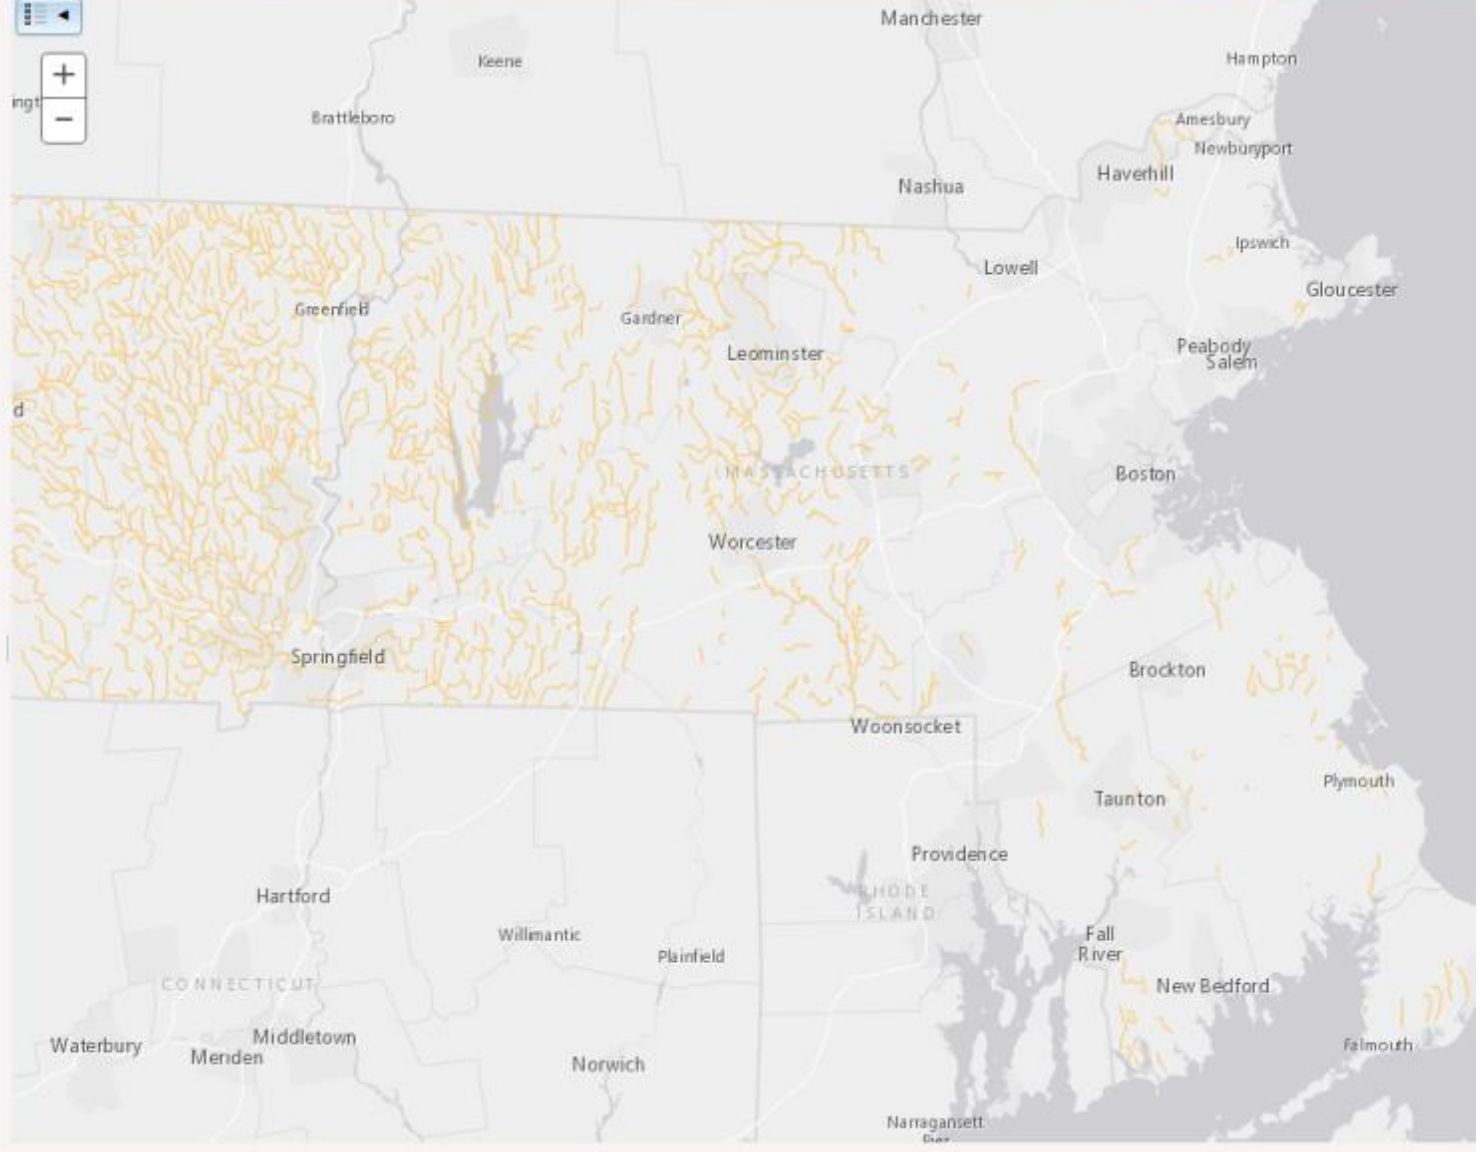 Manchester
Keene
Hampton
ingt
Brattleboro
Amesbury
Newburyport
Haverhill
Nashua
Ipswich
Lowell
Gloucester
Greenfield
Gardner
Peabody
Salem
Leominster
d
MASSACHUSETTS
Boston
Worcester
Springfield
Brockton
Woonsocket
Plymouth
Taunton
Providence
RHODE
ISLAND
Hartford
Willimantic
Fall
River
Plainfield
CONNECTICUT
New Bedford
Waterbury
Middletown
Meriden
Falmouth
Norwich
Narragansett
Pier